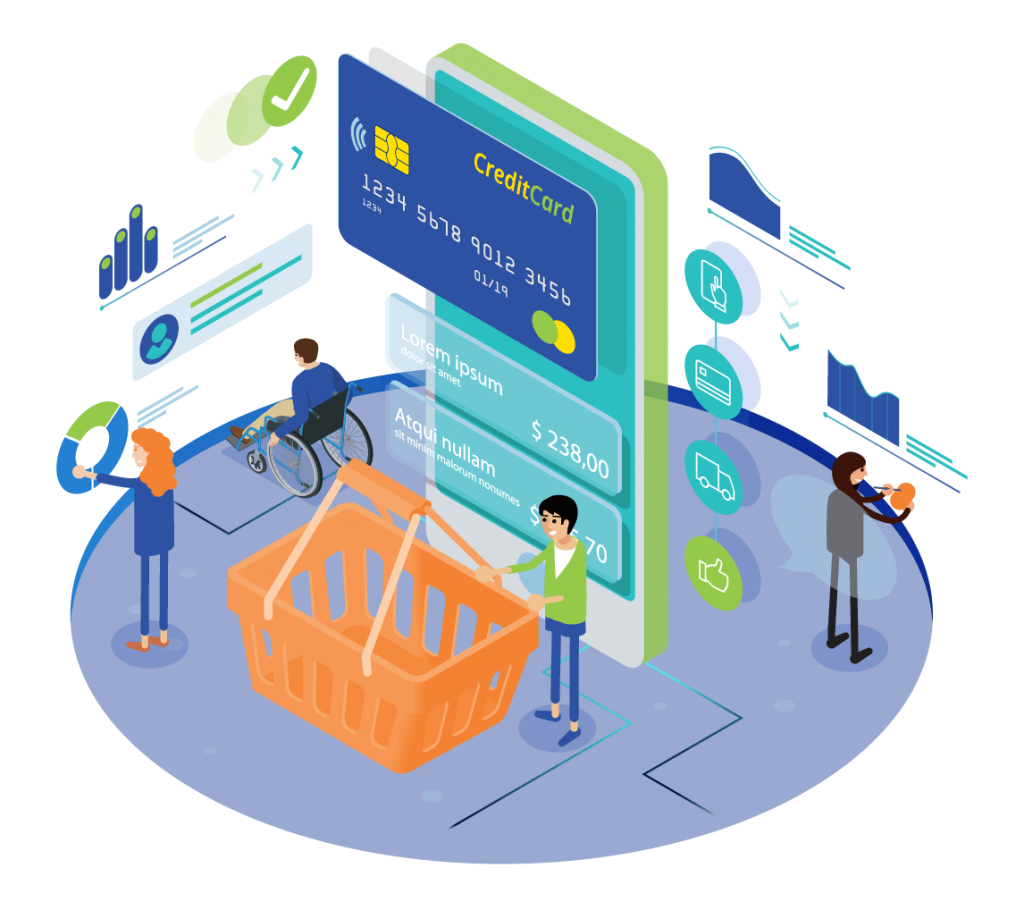 CreditCard
1234 5678 9012 3456
1234
01/19
Lorem ipsum
dolor sit amet
$ 238,00
Atqui nullam
sit minim malorum nonumes